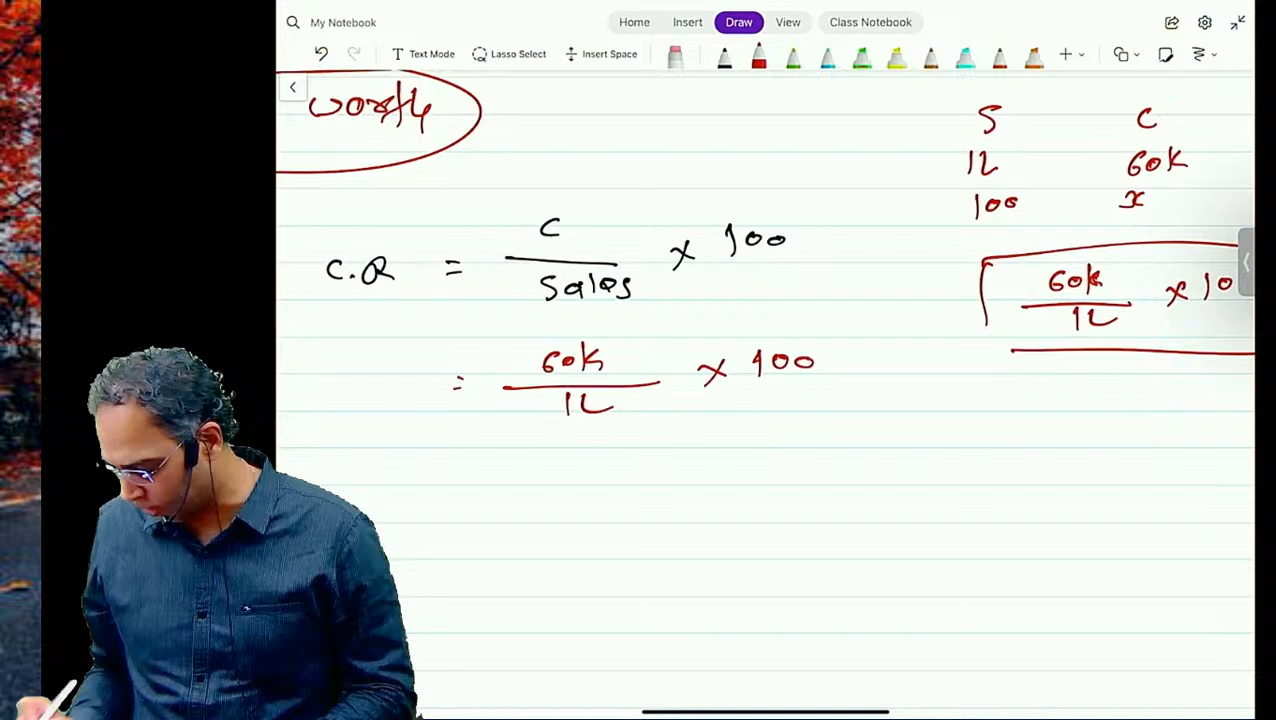 My Notebook
Home Insert Draw View Class Notebook
T Text Mode Lasso Select Insert Space
worth
S C
1L 60k
100 x
C.R = C / Sales × 100
60k / 1L × 10
= 60k / 1L × 100